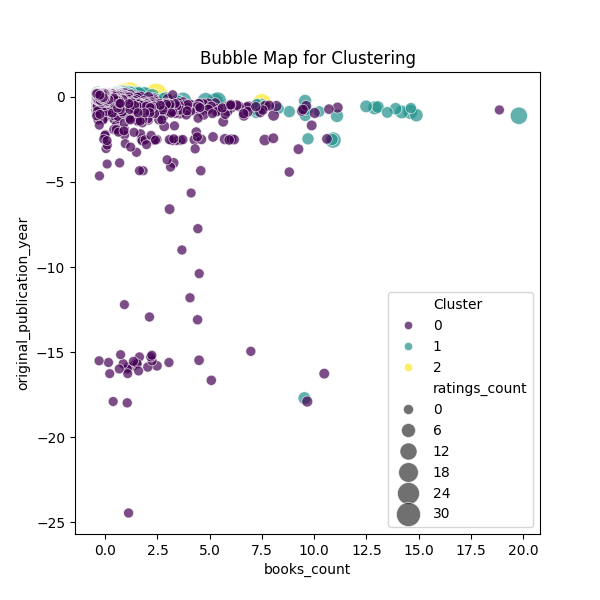 Bubble Map for Clustering
original_publication_year
0
−5
−10
−15
−20
−25
0.0 2.5 5.0 7.5 10.0 12.5 15.0 17.5 20.0
books_count
Cluster
0
1
2
ratings_count
0
6
12
18
24
30